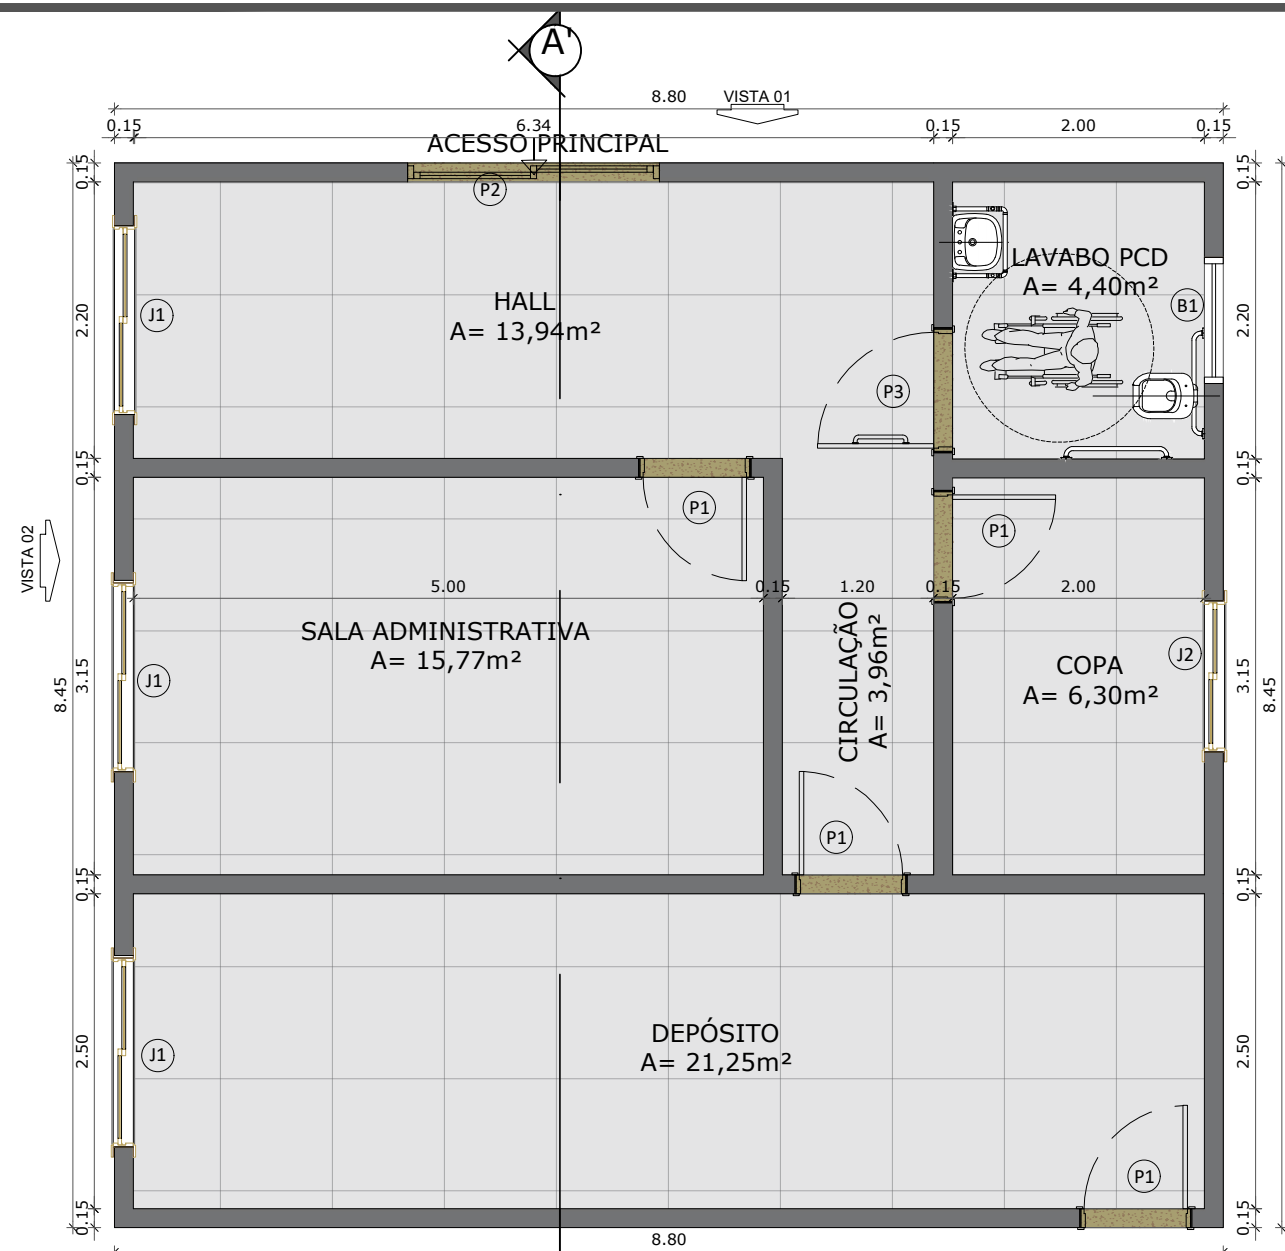 A'
8.80
VISTA 01
0.15
6.34
0.15
2.00
0.15
ACESSO PRINCIPAL
0.15
P2
0.15
LAVABO PCD
A= 4,40m²
HALL
A= 13,94m²
J1
B1
2.20
2.20
P3
0.15
0.15
P1
P1
VISTA 02
5.00
0.15
1.20
0.15
2.00
SALA ADMINISTRATIVA
A= 15,77m²
CIRCULAÇÃO
A= 3,96m²
COPA
A= 6,30m²
J1
J2
3.15
3.15
8.45
8.45
P1
0.15
0.15
DEPÓSITO
A= 21,25m²
J1
2.50
2.50
P1
0.15
0.15
8.80